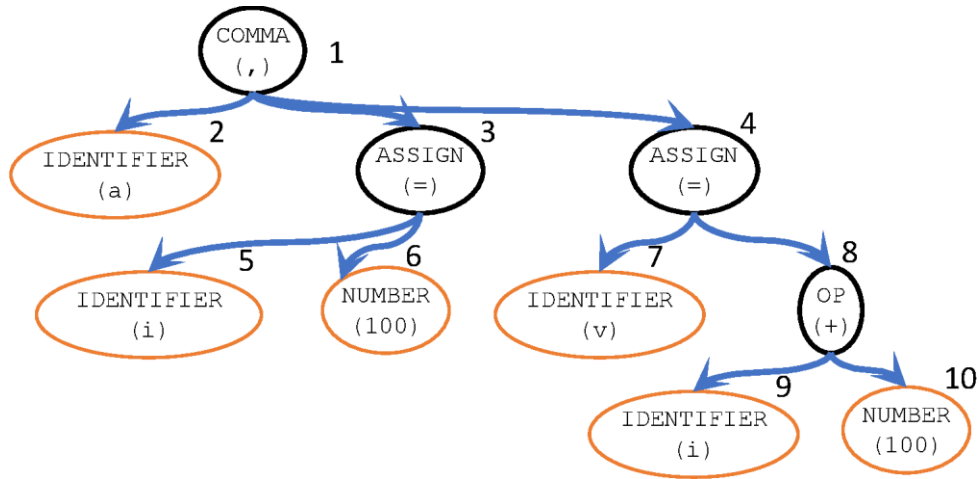 COMMA
(,)
1
2
3
4
IDENTIFIER
(a)
ASSIGN
(=)
ASSIGN
(=)
5
6
7
8
IDENTIFIER
(i)
NUMBER
(100)
IDENTIFIER
(v)
OP
(+)
9
10
IDENTIFIER
(i)
NUMBER
(100)